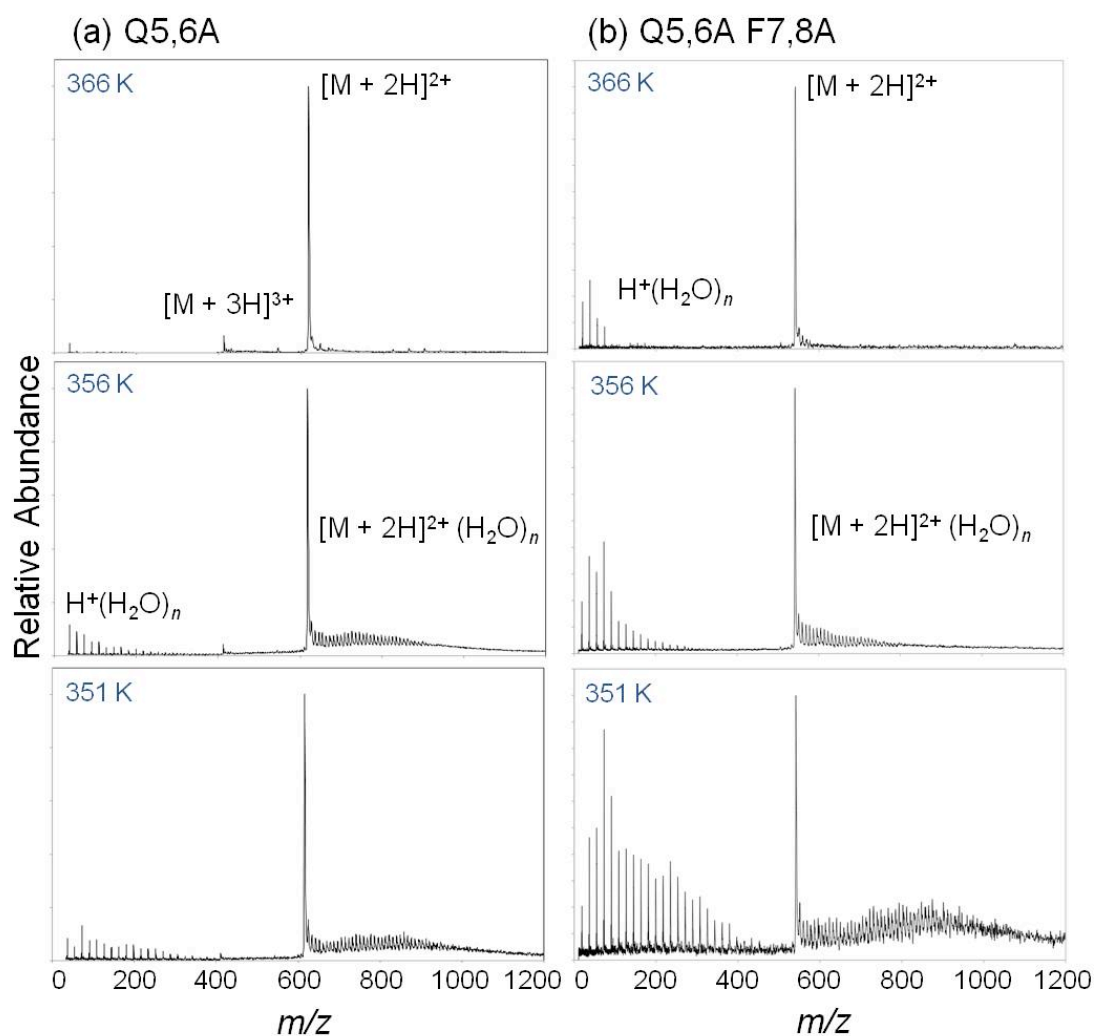 (a) Q5,6A
(b) Q5,6A F7,8A
366 K
[M + 2H]²⁺
[M + 3H]³⁺
366 K
[M + 2H]²⁺
H⁺(H₂O)ₙ
Relative Abundance
356 K
[M + 2H]²⁺ (H₂O)ₙ
H⁺(H₂O)ₙ
356 K
[M + 2H]²⁺ (H₂O)ₙ
351 K
351 K
0 200 400 600 800 1000 1200
0 200 400 600 800 1000 1200
m/z
m/z